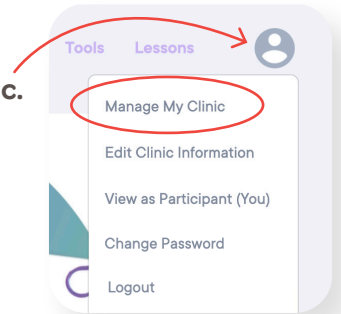 Tools Lessons
C.
Manage My Clinic
Edit Clinic Information
View as Participant (You)
Change Password
Logout